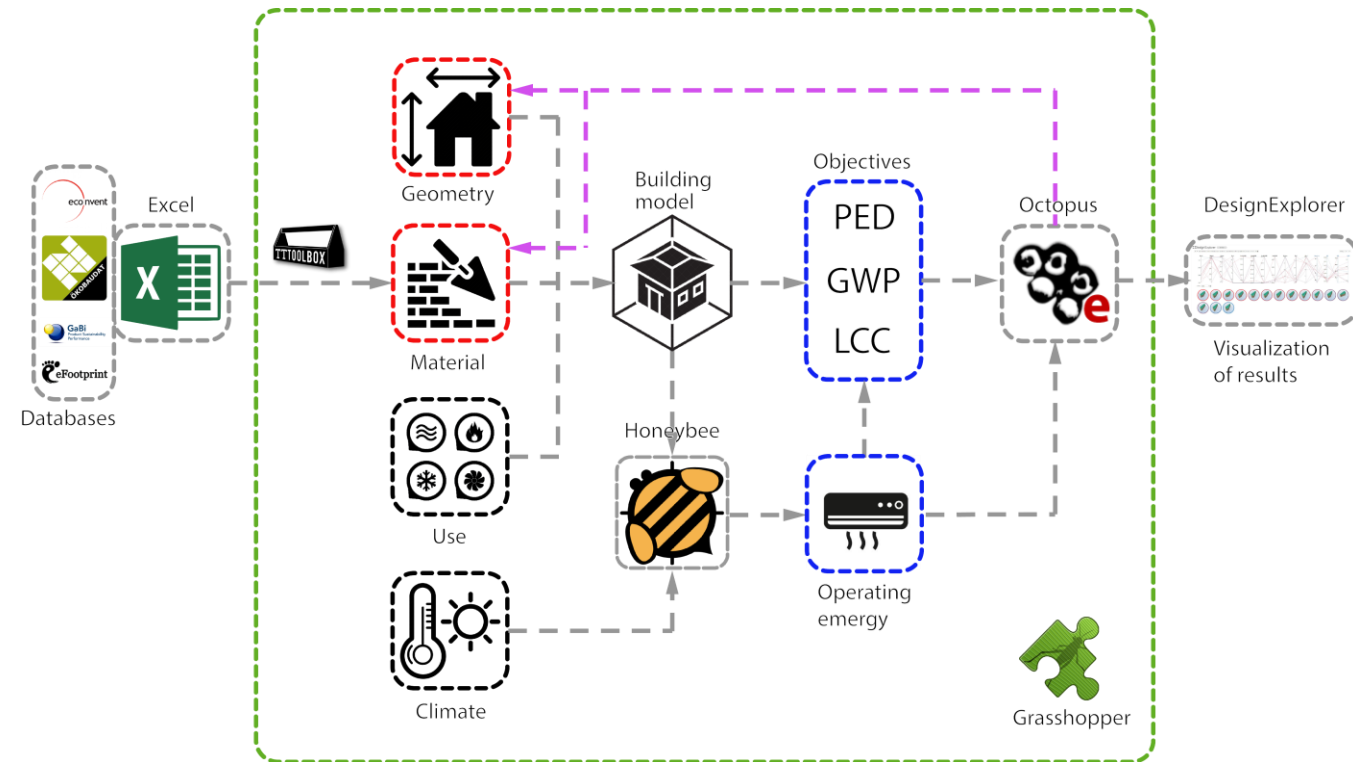 Objectives
PED
GWP
LCC
Building
model
Geometry
Octopus
DesignExplorer
Excel
ecoinvent
TTTOOLBOX
X
ÖKOBAUDAT
GaBi
e
Material
eFootprint
Visualization
of results
Databases
Honeybee
Use
Operating
emergy
Climate
Grasshopper